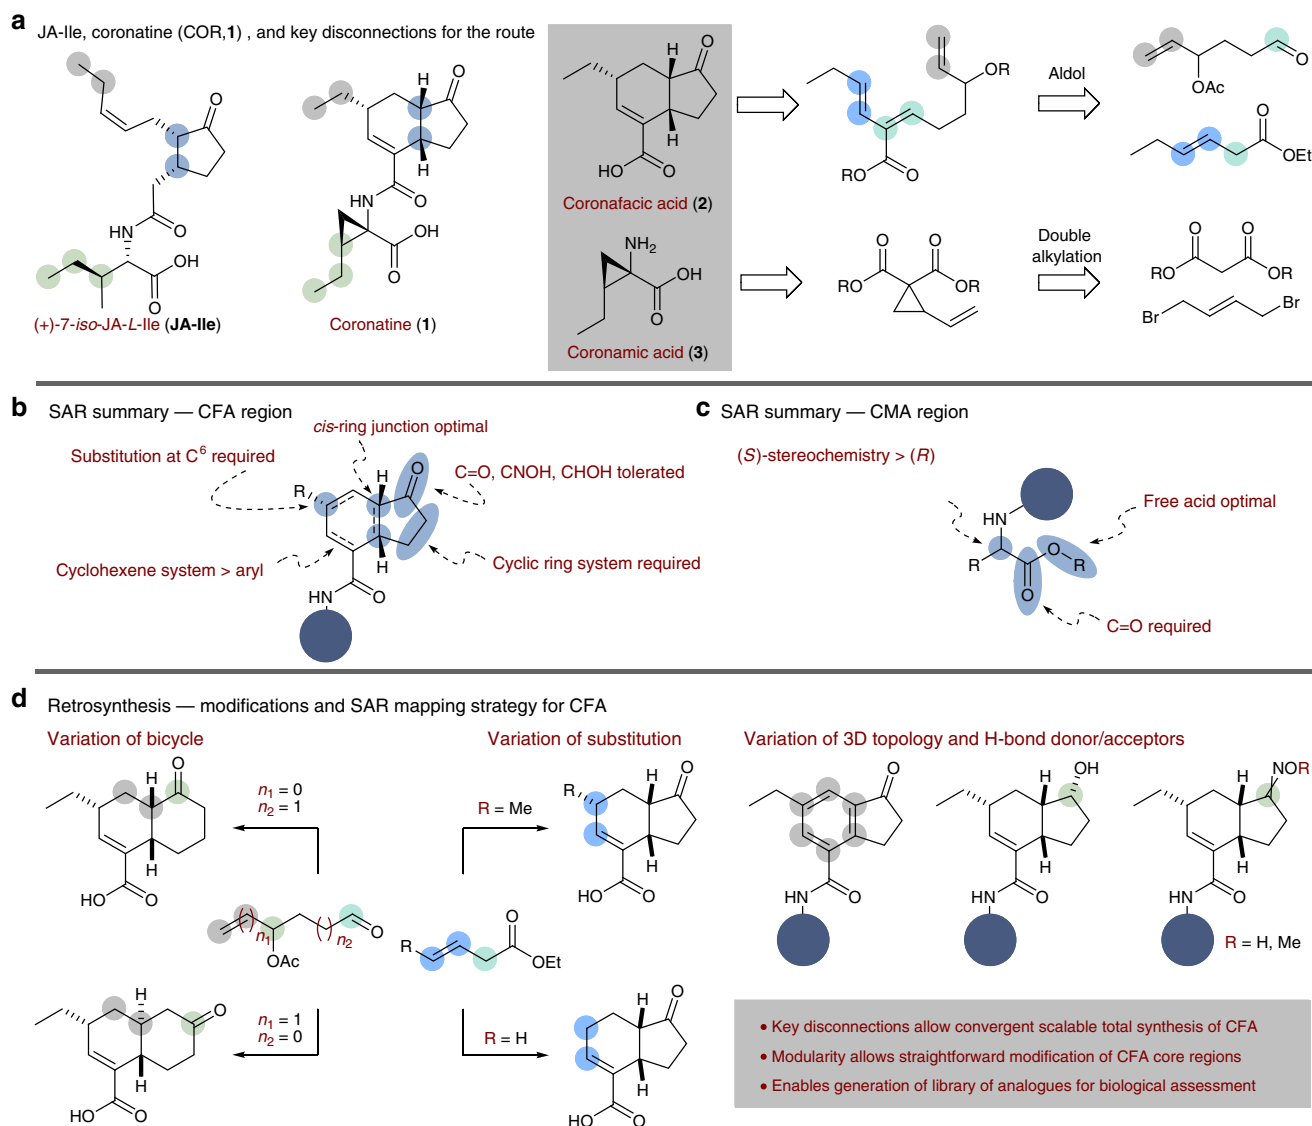 a
JA-Ile, coronatine (COR,1) , and key disconnections for the route
O
HN
O
OH
O
(+)-7-iso-JA-L-Ile (JA-Ile)
H
O
H
HN
O
OH
O
Coronatine (1)
H
O
H
HO
O
Coronafacic acid (2)
NH2
OH
O
Coronamic acid (3)
OR
RO
O
Aldol
O
OAc
O
OEt
O
O
RO
OR
Double
alkylation
O
O
RO
OR
Br
Br
b
SAR summary — CFA region
cis-ring junction optimal
Substitution at C6 required
C=O, CNOH, CHOH tolerated
R
H
O
H
Cyclohexene system > aryl
Cyclic ring system required
HN
O
c
SAR summary — CMA region
(S)-stereochemistry > (R)
Free acid optimal
HN
R
O
R
O
C=O required
d
Retrosynthesis — modifications and SAR mapping strategy for CFA
Variation of bicycle
Variation of substitution
Variation of 3D topology and H-bond donor/acceptors
H
O
H
HO
O
n1 = 0
n2 = 1
R = Me
R
H
O
H
HO
O
n1
n2
O
OAc
R
O
OEt
H
O
H
HO
O
n1 = 1
n2 = 0
R = H
H
O
H
HO
O
O
HN
O
H
OH
H
HN
O
H
NOR
H
HN
O
R = H, Me
• Key disconnections allow convergent scalable total synthesis of CFA
• Modularity allows straightforward modification of CFA core regions
• Enables generation of library of analogues for biological assessment